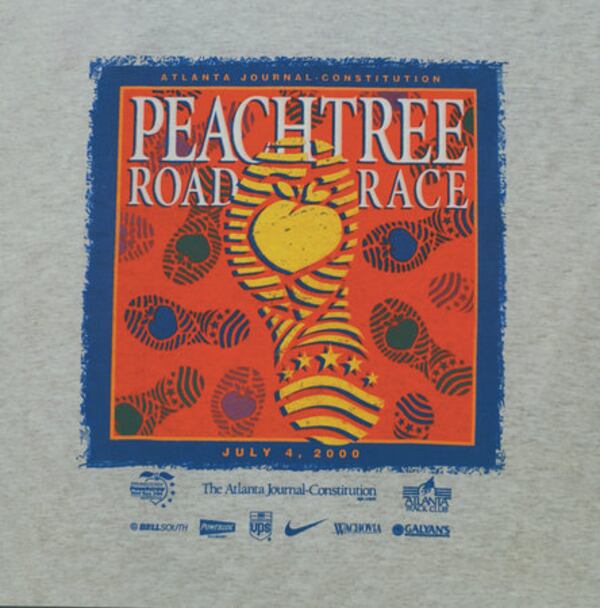 ATLANTA JOURNAL-CONSTITUTION
PEACHTREE
ROAD RACE
JULY 4, 2000
The Atlanta Journal-Constitution
ATLANTA
TRACK CLUB
BELLSOUTH POWERADE UPS WACHOVIA GALYAN'S